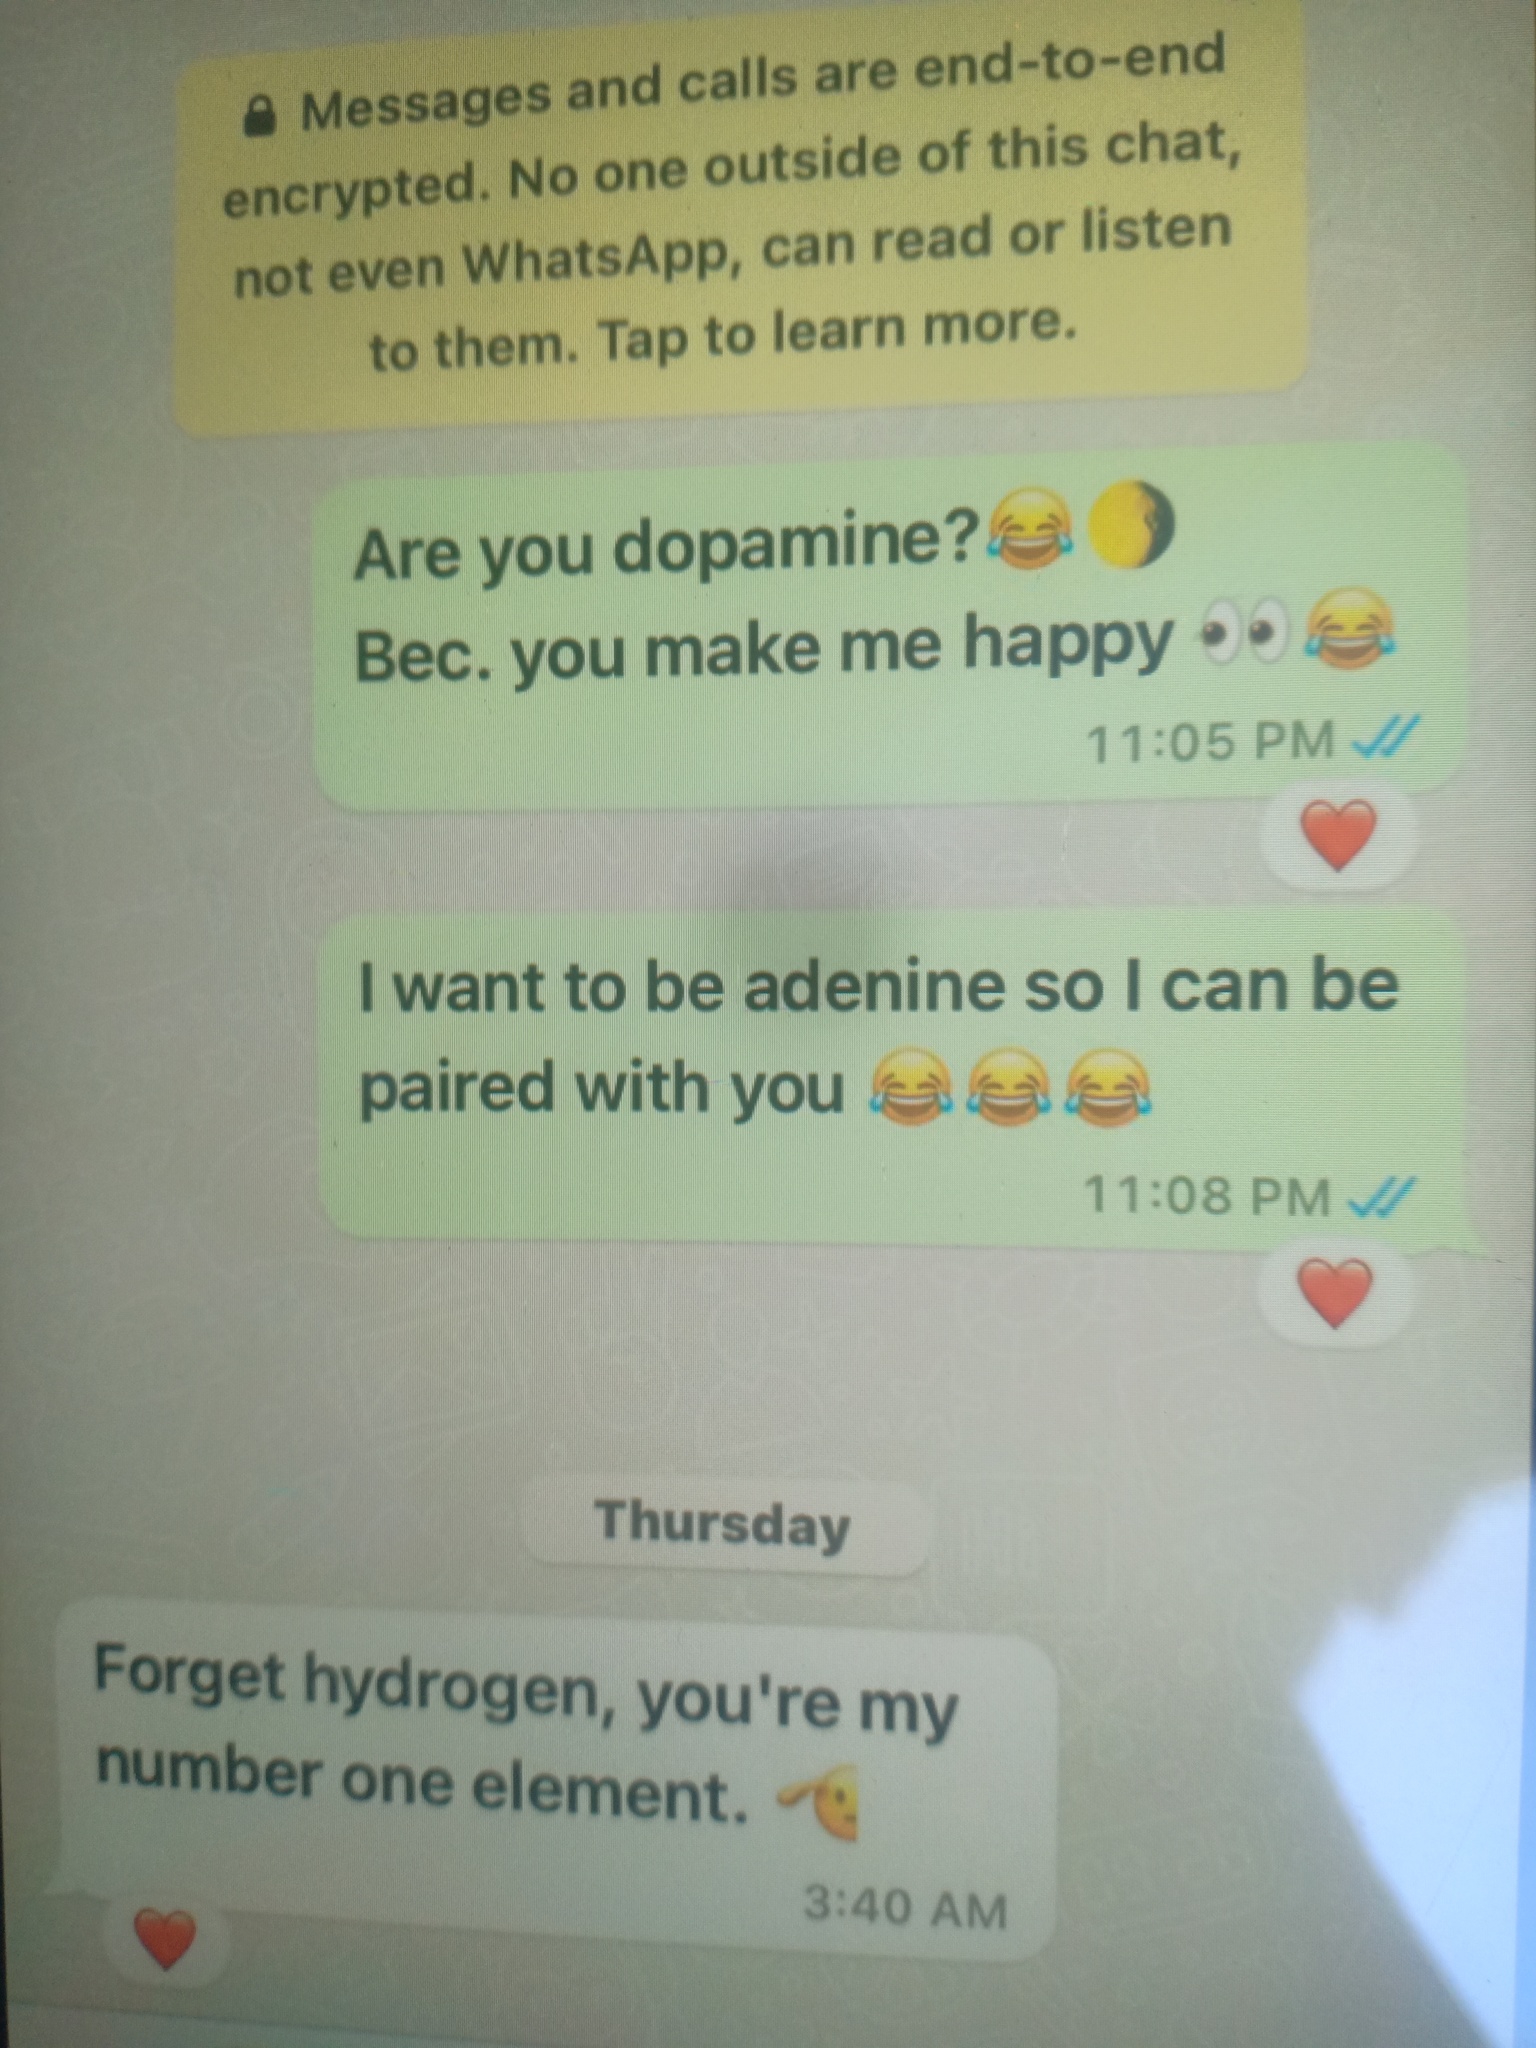 🔒 Messages and calls are end-to-end
encrypted. No one outside of this chat,
not even WhatsApp, can read or listen
to them. Tap to learn more.
Are you dopamine?😂🌖
Bec. you make me happy 👀😂
11:05 PM
❤️
I want to be adenine so I can be
paired with you 😂😂😂
11:08 PM
❤️
Thursday
Forget hydrogen, you're my
number one element.
3:40 AM
❤️